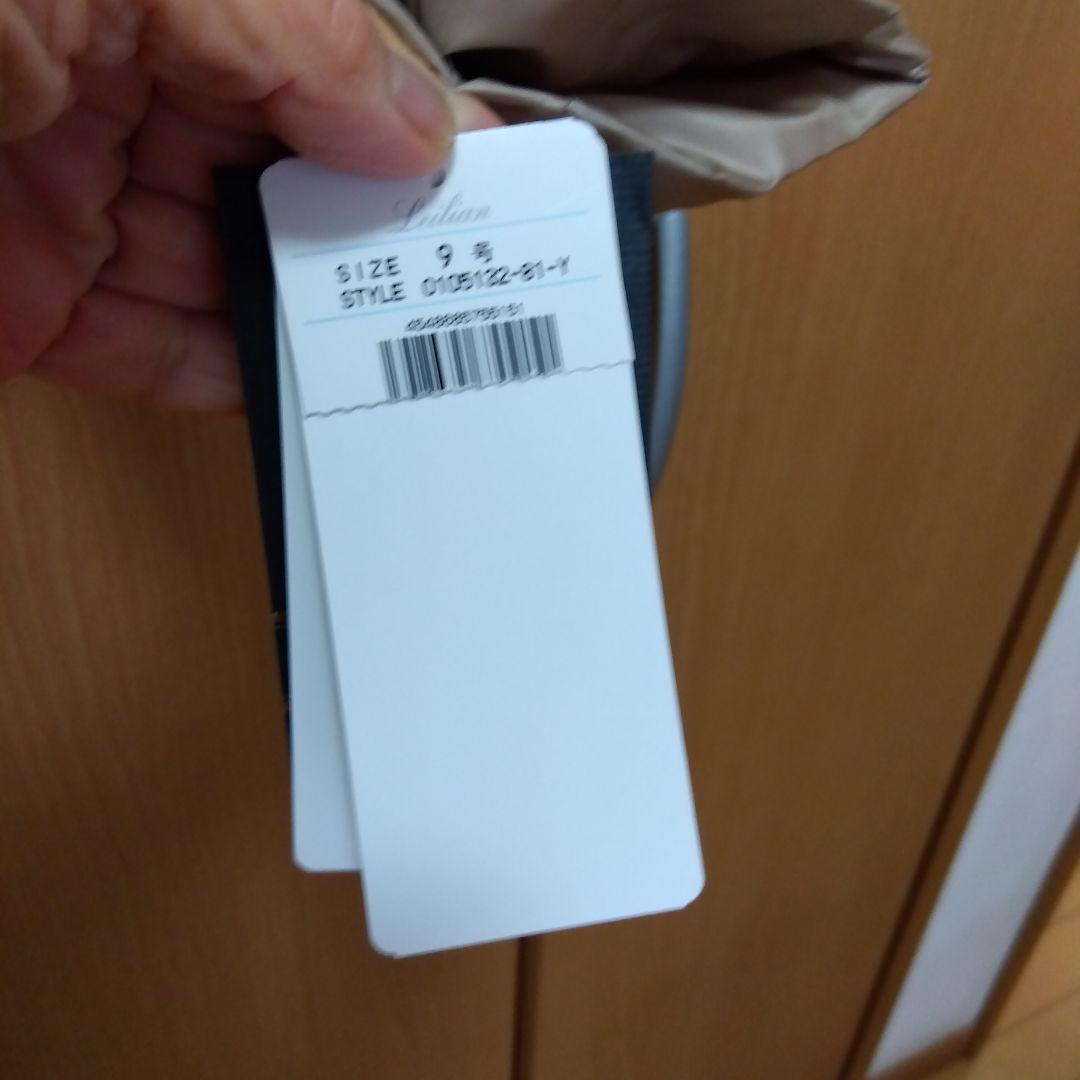 Leilian
SIZE 9 号
STYLE 0105132-81-Y